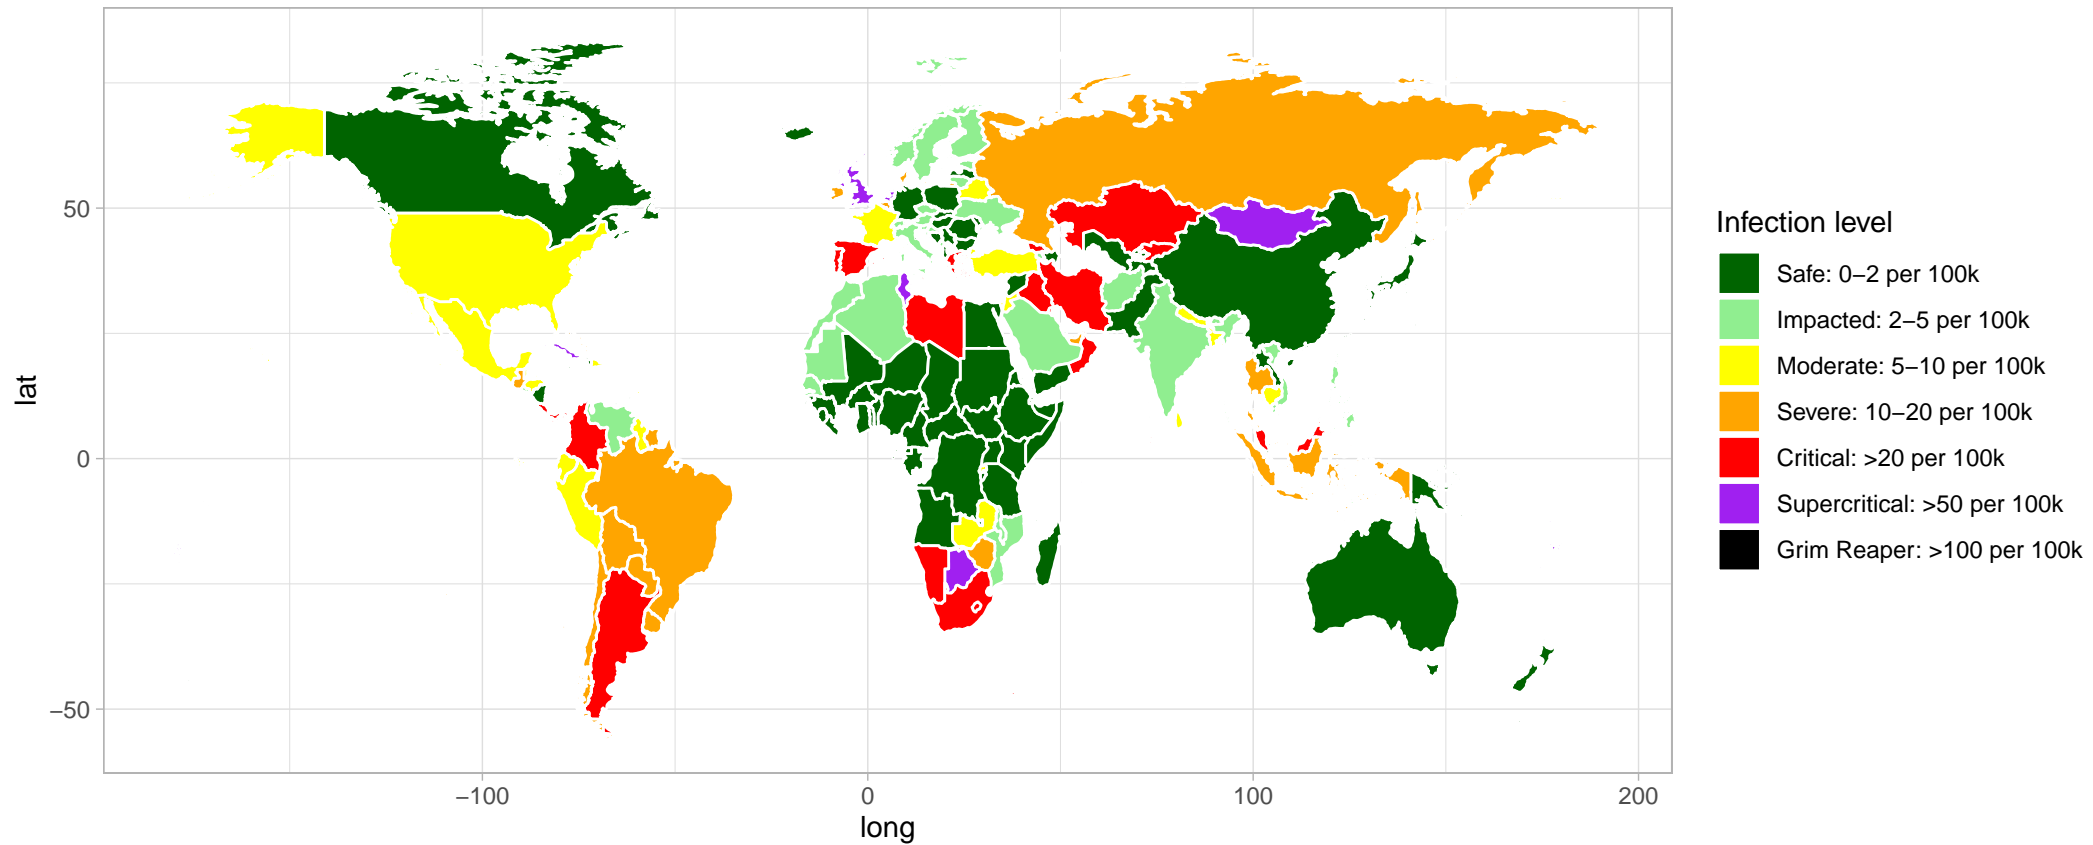 lat
50
0
−50
−100
0
100
200
long
Infection level
Safe: 0−2 per 100k
Impacted: 2−5 per 100k
Moderate: 5−10 per 100k
Severe: 10−20 per 100k
Critical: >20 per 100k
Supercritical: >50 per 100k
Grim Reaper: >100 per 100k